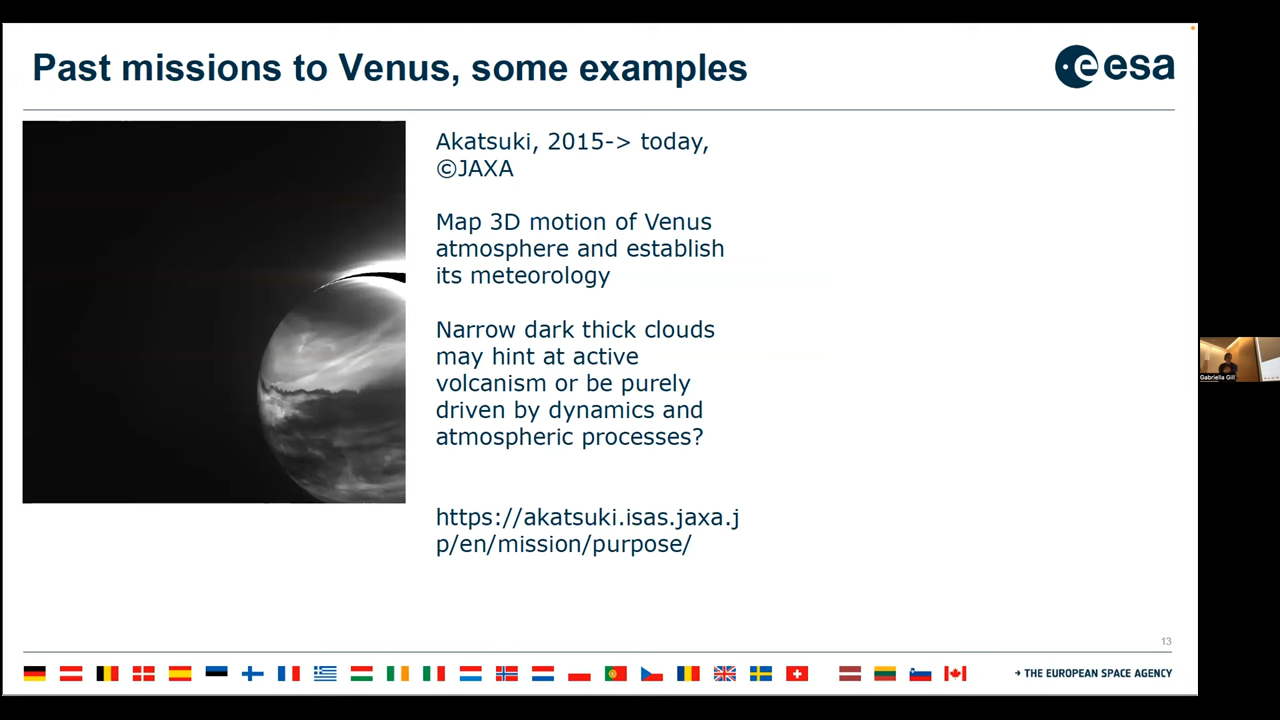 Past missions to Venus, some examples
esa
Akatsuki, 2015-> today,
©JAXA
Map 3D motion of Venus
atmosphere and establish
its meteorology
Narrow dark thick clouds
may hint at active
volcanism or be purely
driven by dynamics and
atmospheric processes?
https://akatsuki.isas.jaxa.j
p/en/mission/purpose/
Gabriella Gill
13
→ THE EUROPEAN SPACE AGENCY